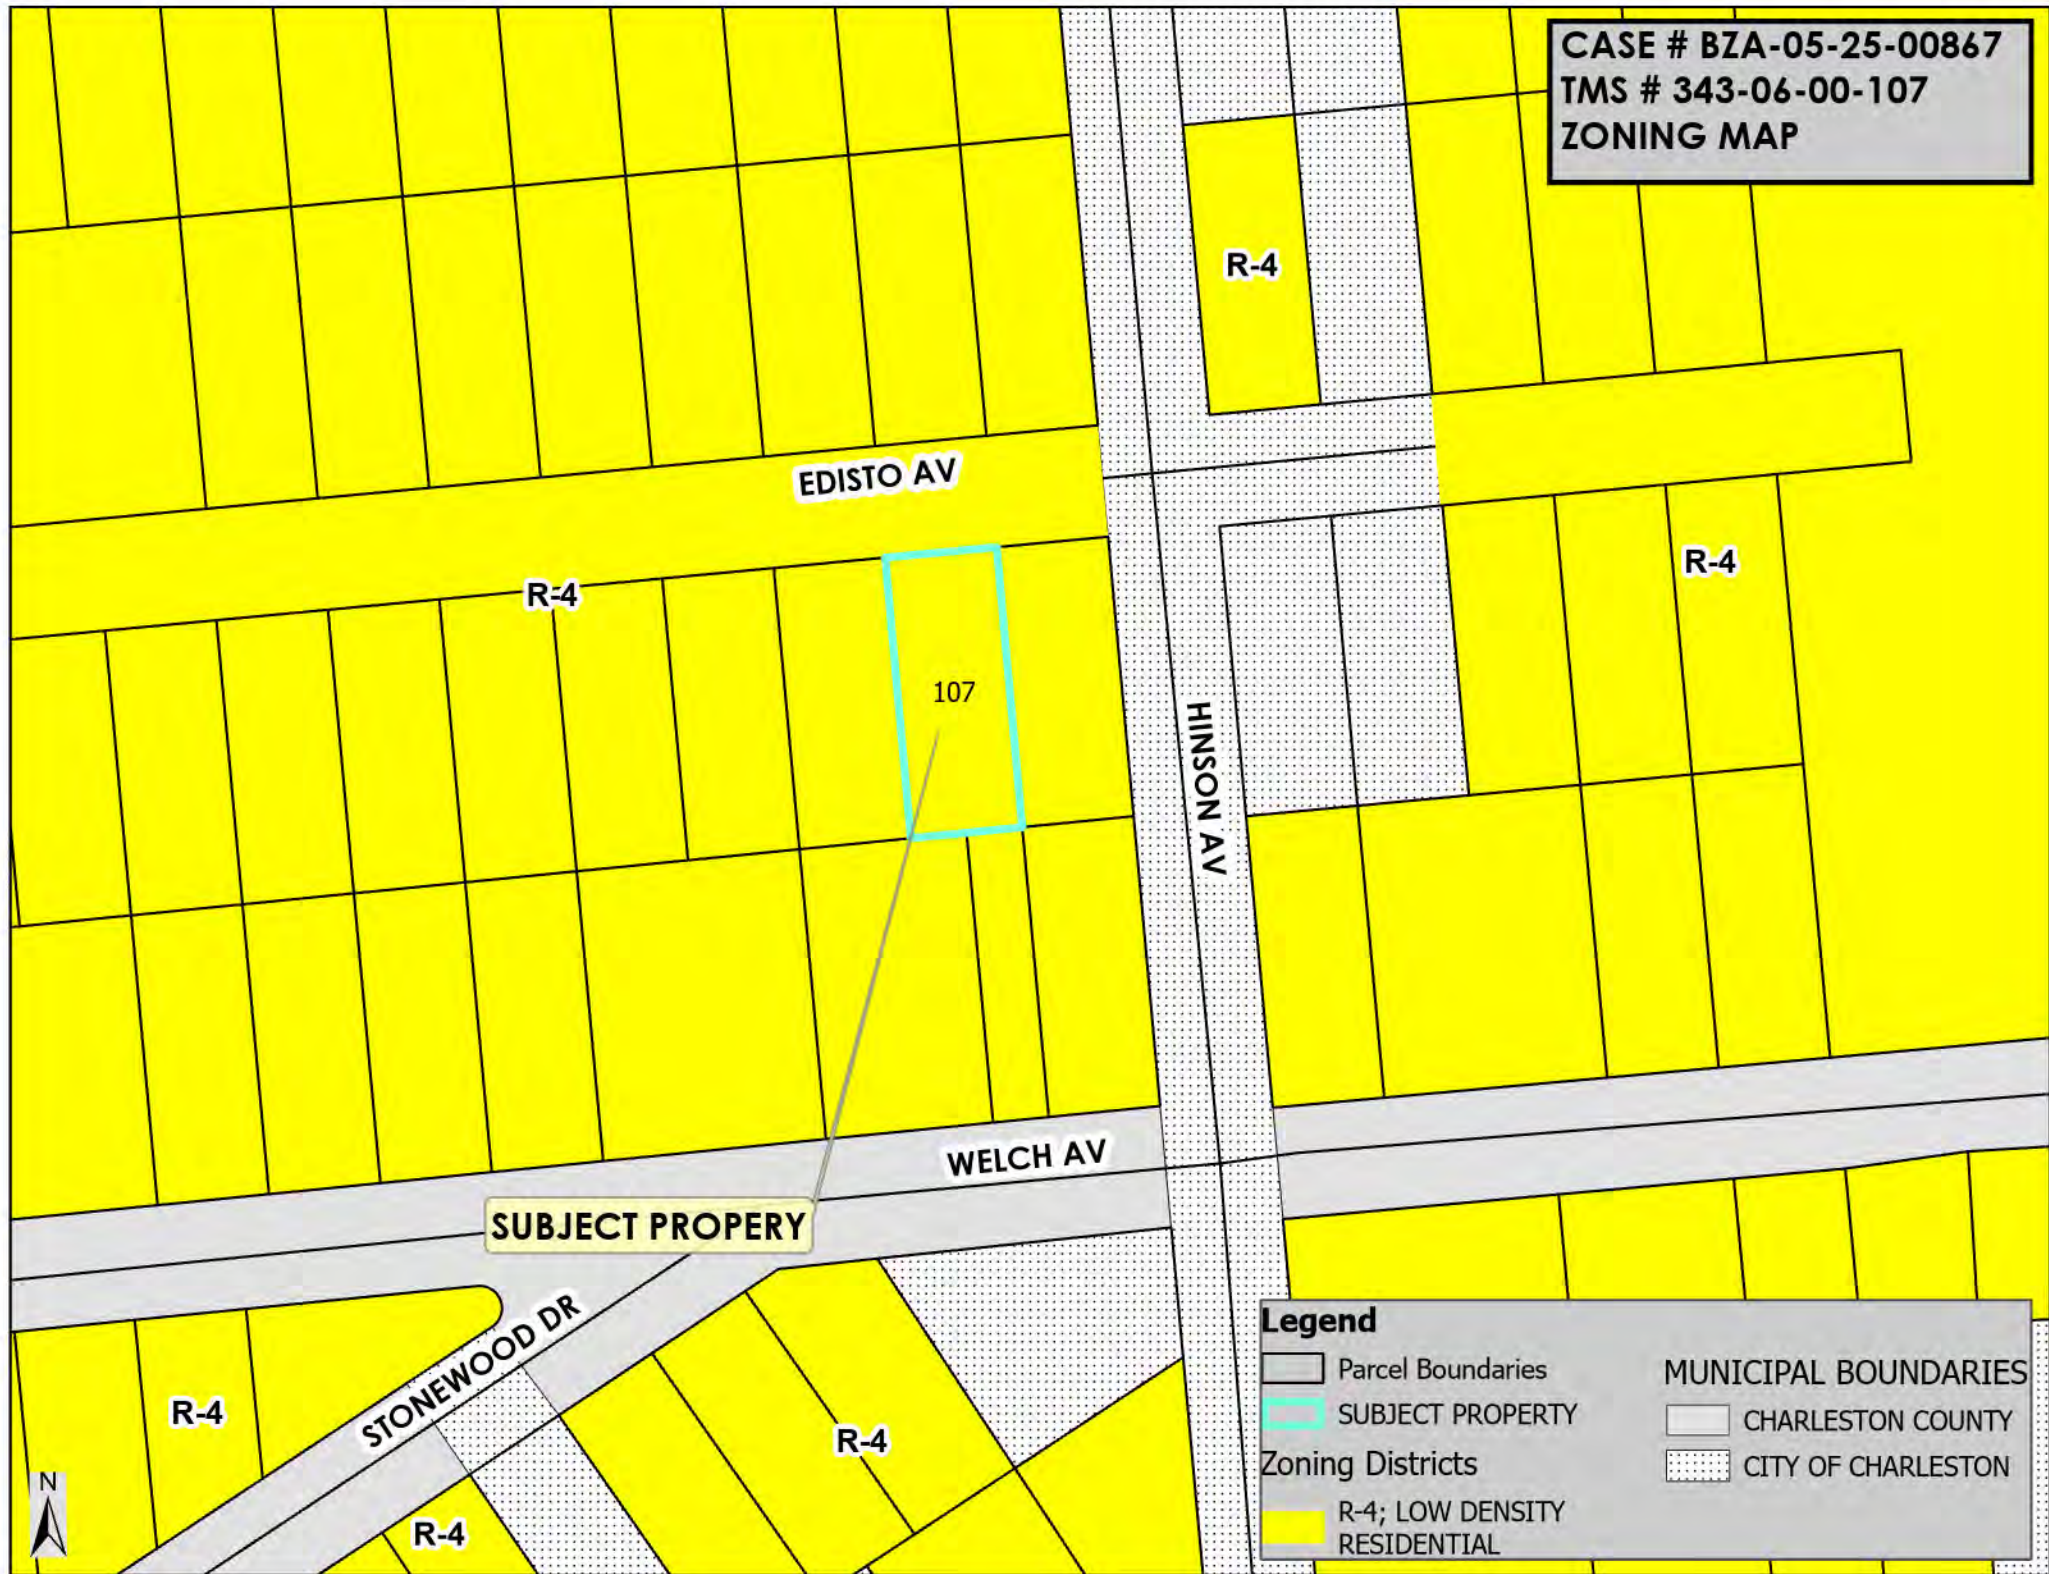 CASE # BZA-05-25-00867
TMS # 343-06-00-107
ZONING MAP
R-4
EDISTO AV
R-4
R-4
107
HINSON AV
WELCH AV
SUBJECT PROPERY
STONEWOOD DR
R-4
R-4
R-4
N
Legend
Parcel Boundaries
SUBJECT PROPERTY
Zoning Districts
R-4; LOW DENSITY
RESIDENTIAL
MUNICIPAL BOUNDARIES
CHARLESTON COUNTY
CITY OF CHARLESTON